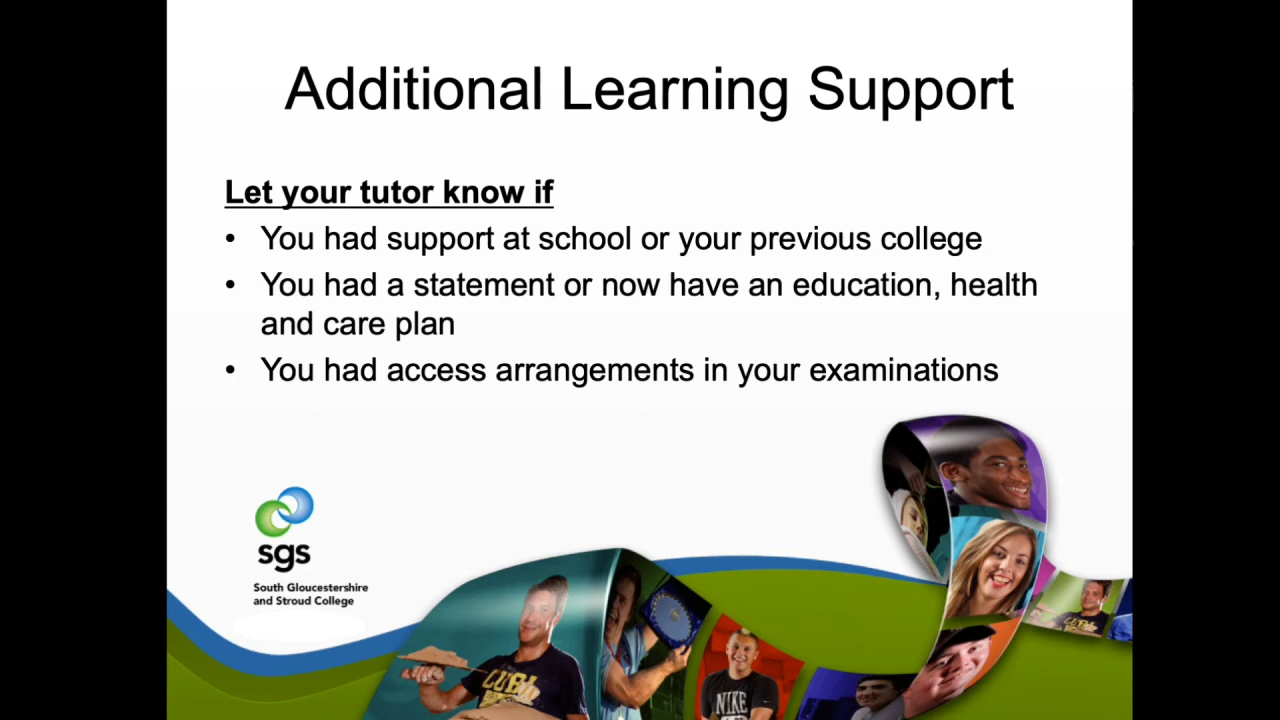 Additional Learning Support
Let your tutor know if
• You had support at school or your previous college
• You had a statement or now have an education, health
and care plan
• You had access arrangements in your examinations
sgs
South Gloucestershire
and Stroud College
NIKE